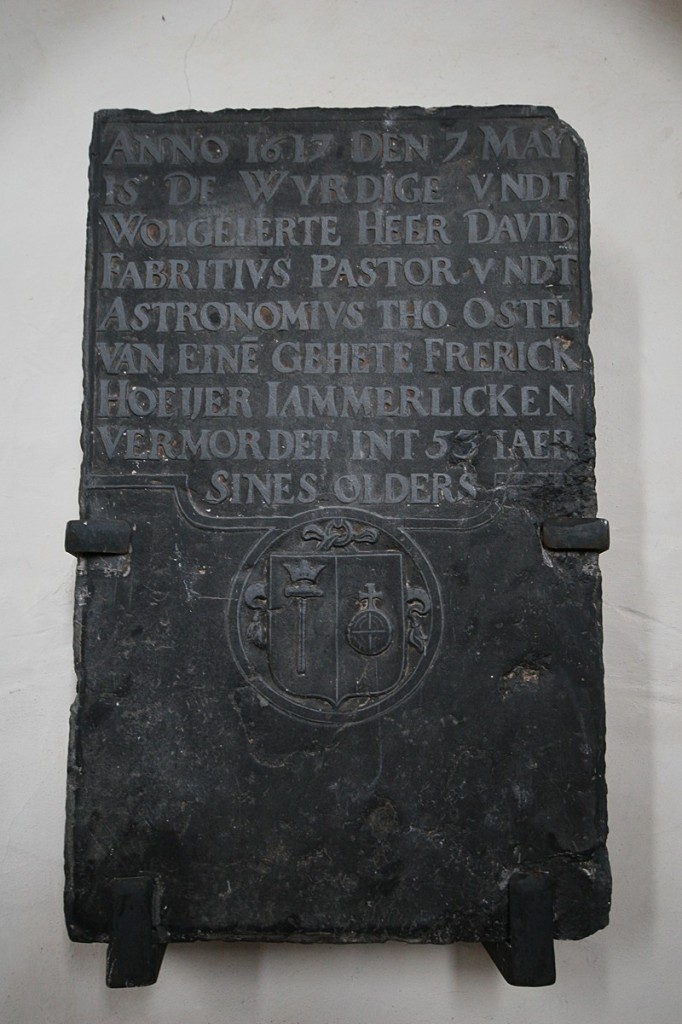 ANNO 1617 DEN 7 MAY
IS DE WYRDIGE VNDT
WOLGELERTE HEER DAVID
FABRITIVS PASTOR VNDT
ASTRONOMIVS THO OSTEL
VAN EINĒ GEHETE FRERICK
HOEIJER IAMMERLICKEN
VERMORDET INT 53 IAER
SINES OLDERS